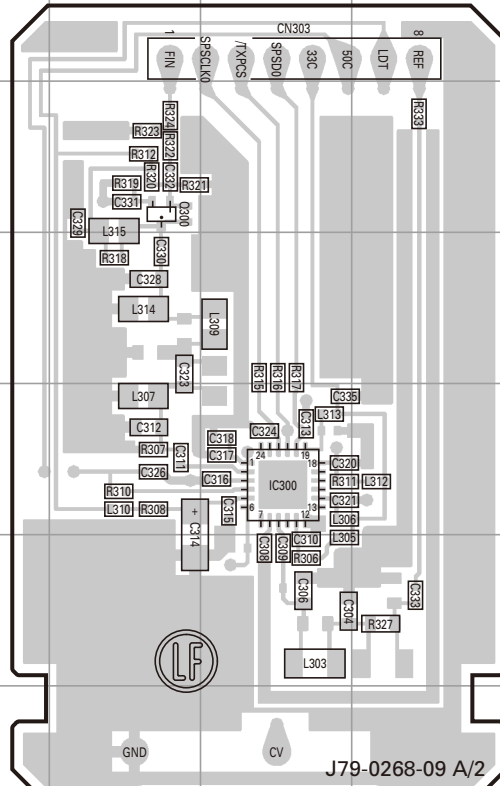 CN303
1 8
FIN SPSCLK0 /TXPCS SPSD0 33C 50C LDT REF
R324
R333
R323
R322
R312
R320
C332
R319
R321
C331
Q300
C329
L315
C330
R318
C328
L314
L309
C323
R315
R316
R317
L307
C335
L313
C313
C312
C318
C324
R307
C311
C317
24 19
1 18
C320
C326
C316
IC300
R311
L312
R310
C321
L310
R308
C315
6 13
7 12
L306
+
C314
C308
C309
C310
L305
R306
C306
C304
C333
R327
LF
L303
GND
CV
J79-0268-09 A/2